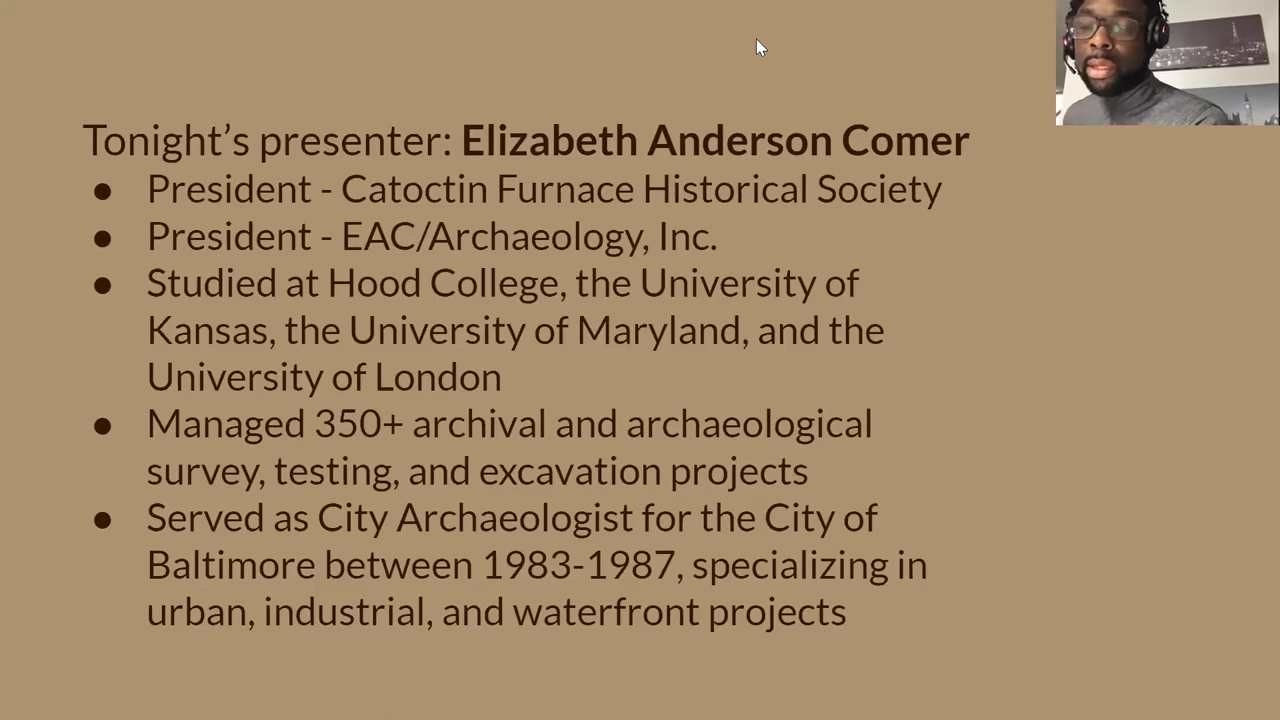 Tonight’s presenter: Elizabeth Anderson Comer
● President - Catoctin Furnace Historical Society
● President - EAC/Archaeology, Inc.
● Studied at Hood College, the University of
Kansas, the University of Maryland, and the
University of London
● Managed 350+ archival and archaeological
survey, testing, and excavation projects
● Served as City Archaeologist for the City of
Baltimore between 1983-1987, specializing in
urban, industrial, and waterfront projects